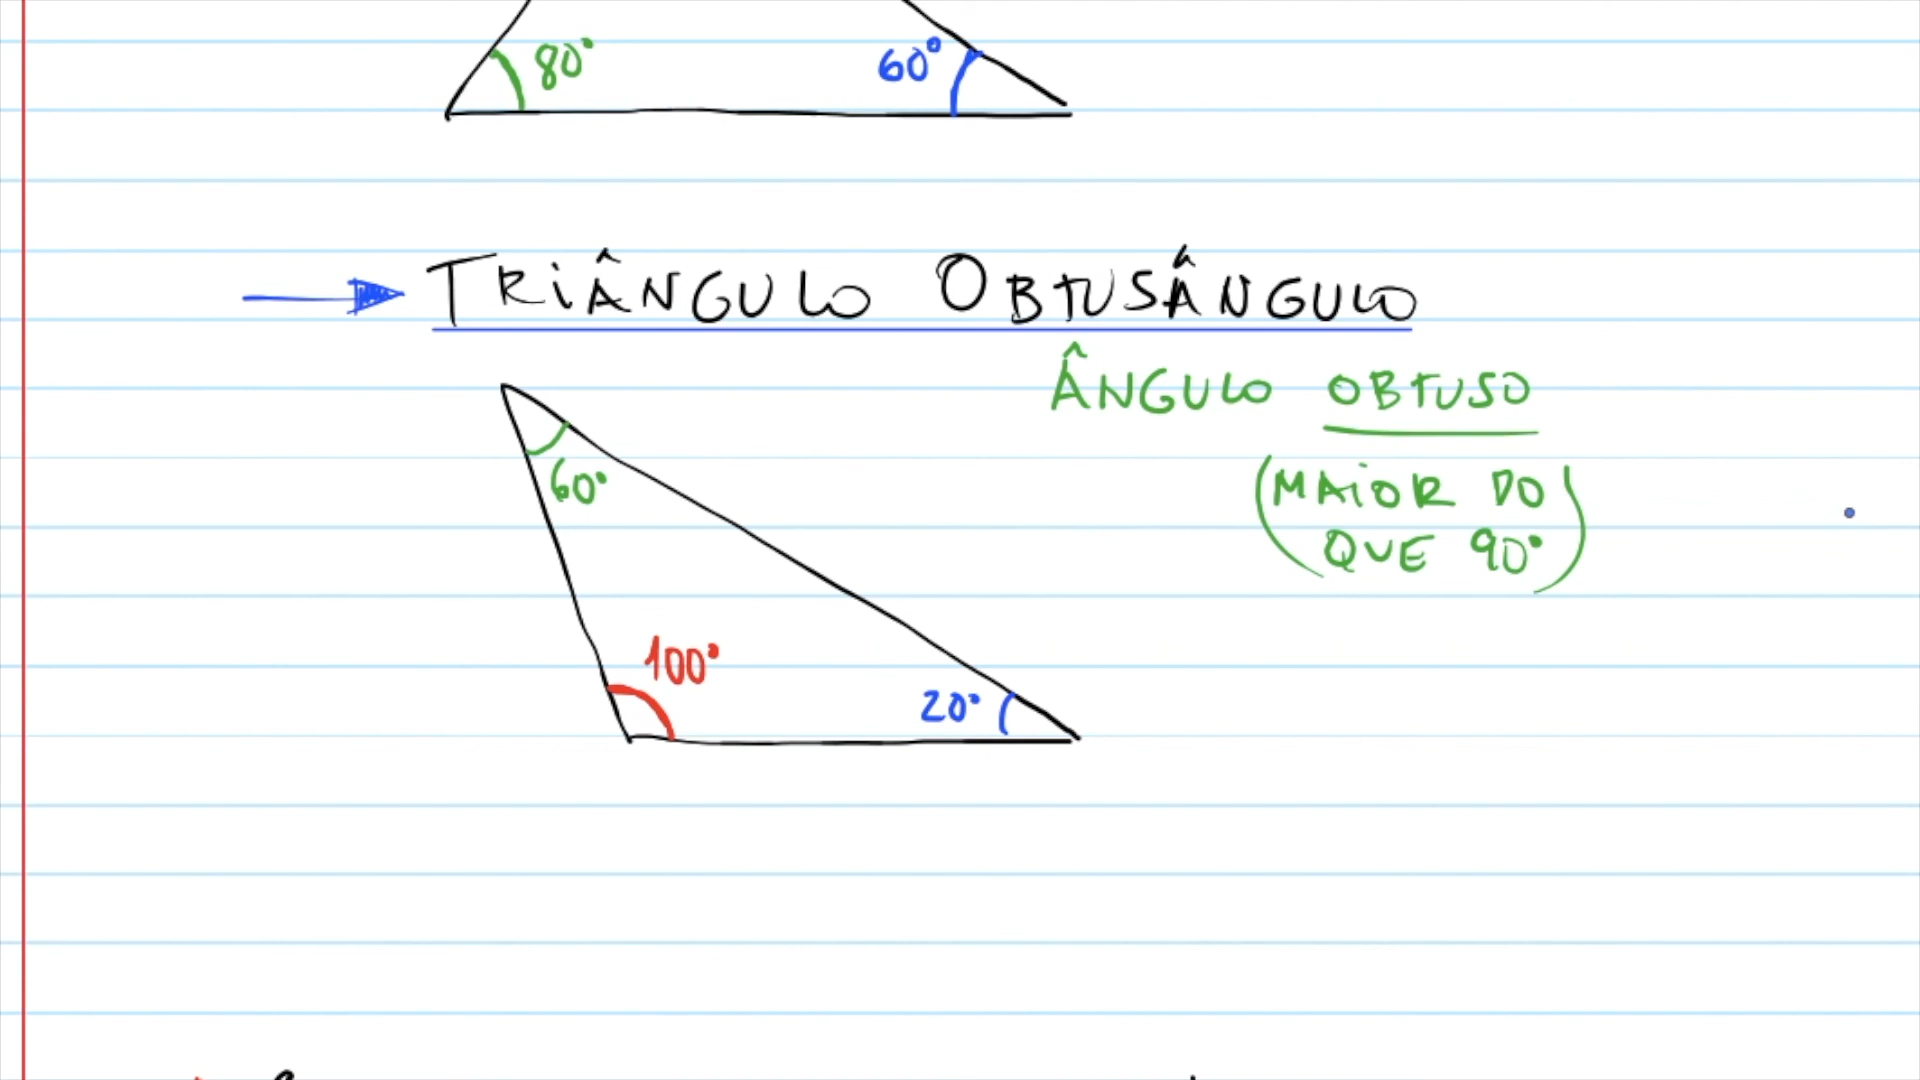 80° 60°
TRIÂNGULO OBTUSÂNGULO
ÂNGULO OBTUSO
60°
(MAIOR DO
QUE 90°)
100°
20°